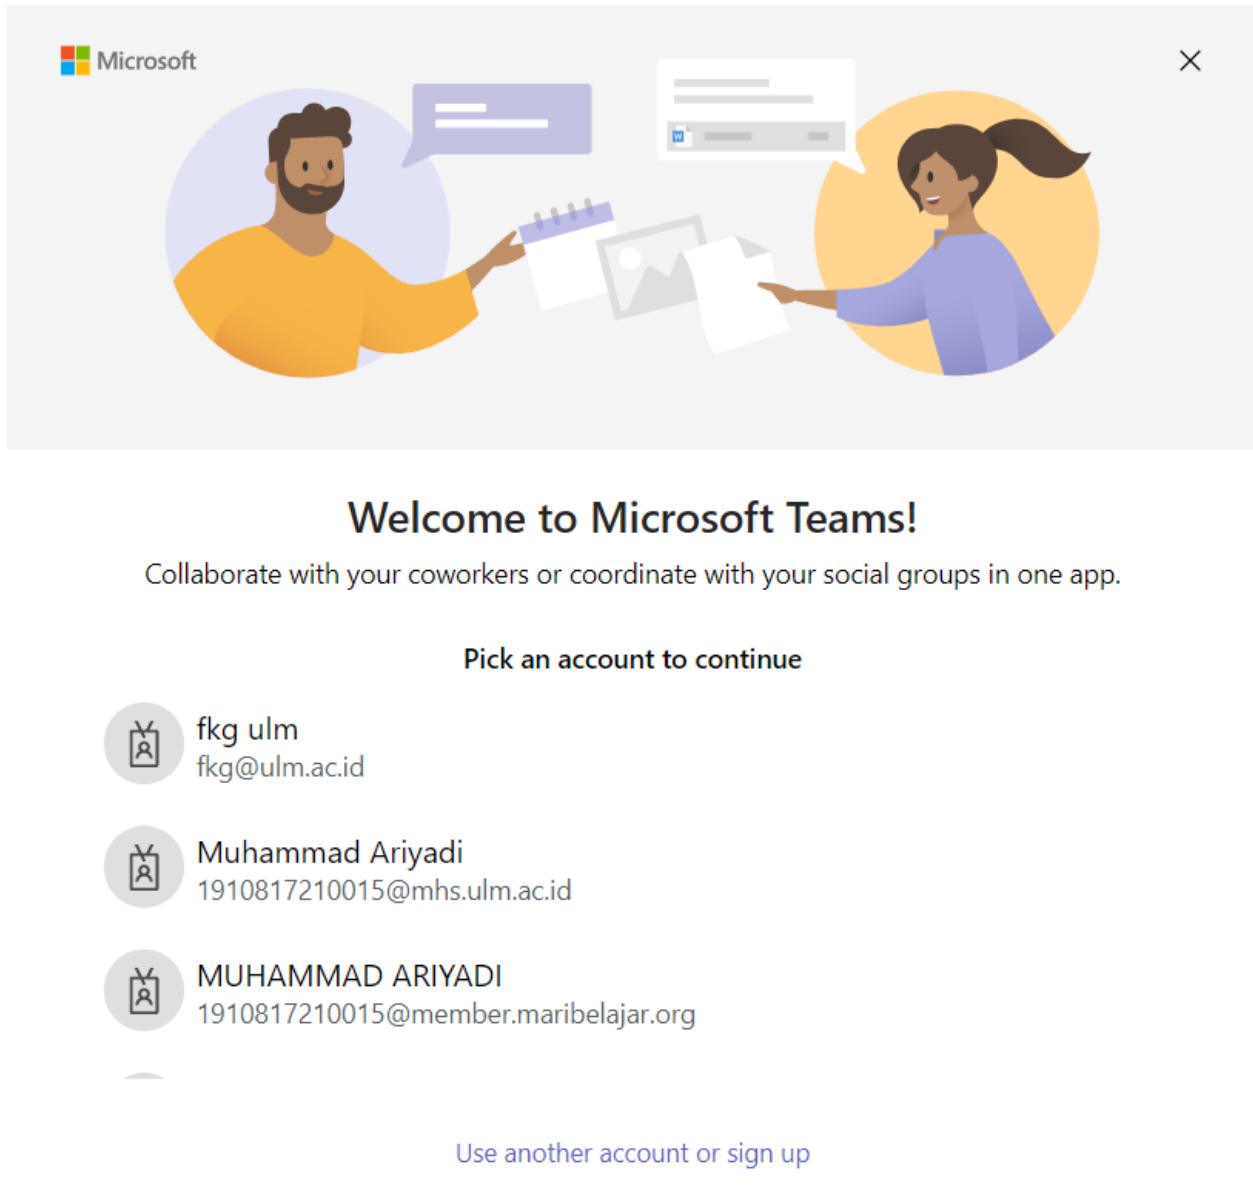 Microsoft
W
Welcome to Microsoft Teams!
Collaborate with your coworkers or coordinate with your social groups in one app.
Pick an account to continue
fkg ulm
fkg@ulm.ac.id
Muhammad Ariyadi
1910817210015@mhs.ulm.ac.id
MUHAMMAD ARIYADI
1910817210015@member.maribelajar.org
Use another account or sign up